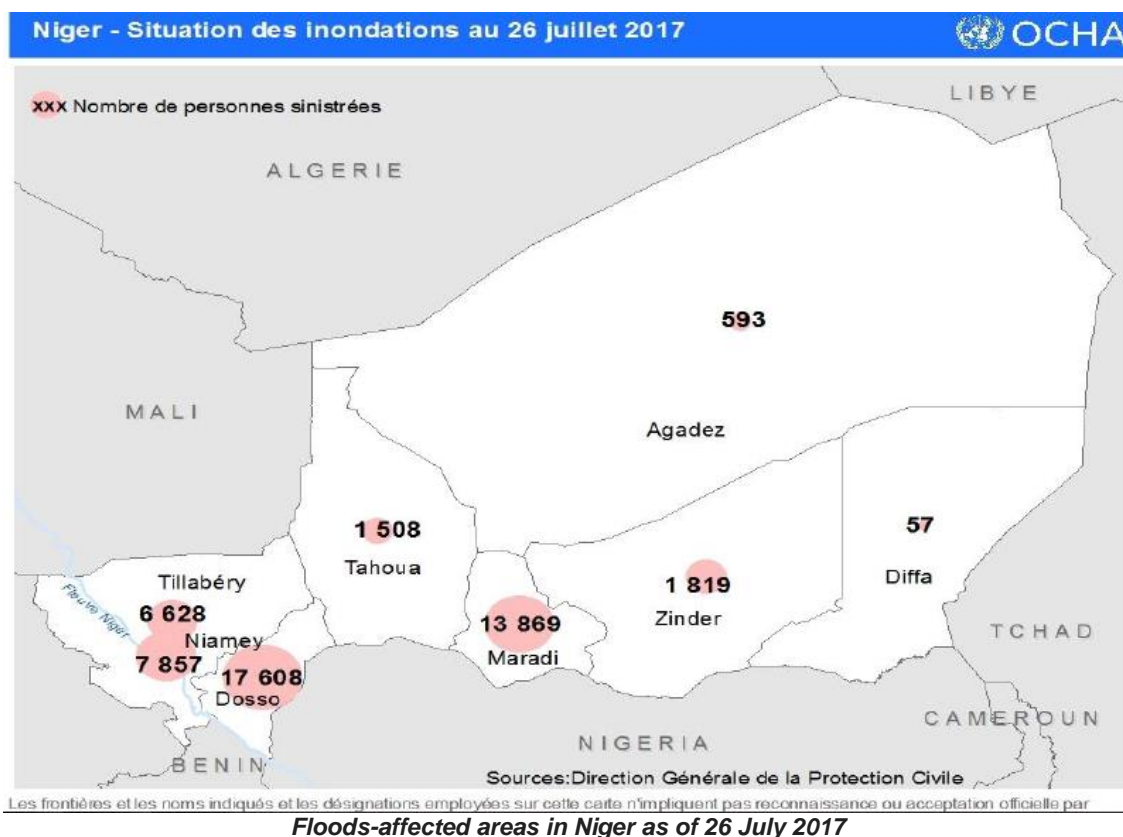 Niger - Situation des inondations au 26 juillet 2017
OCHA
xxx Nombre de personnes sinistrées
LIBYE
ALGERIE
593
MALI
Agadez
1 508
Tahoua
57
Diffa
Tillabéry
6 628
Fleuve Niger
Niamey
7 857
1 819
Zinder
13 869
Maradi
17 608
Dosso
TCHAD
CAMEROUN
NIGERIA
BENIN
Sources:Direction Générale de la Protection Civile
Les frontières et les noms indiqués et les désignations employées sur cette carte n'impliquent pas reconnaissance ou acceptation officielle par
Floods-affected areas in Niger as of 26 July 2017